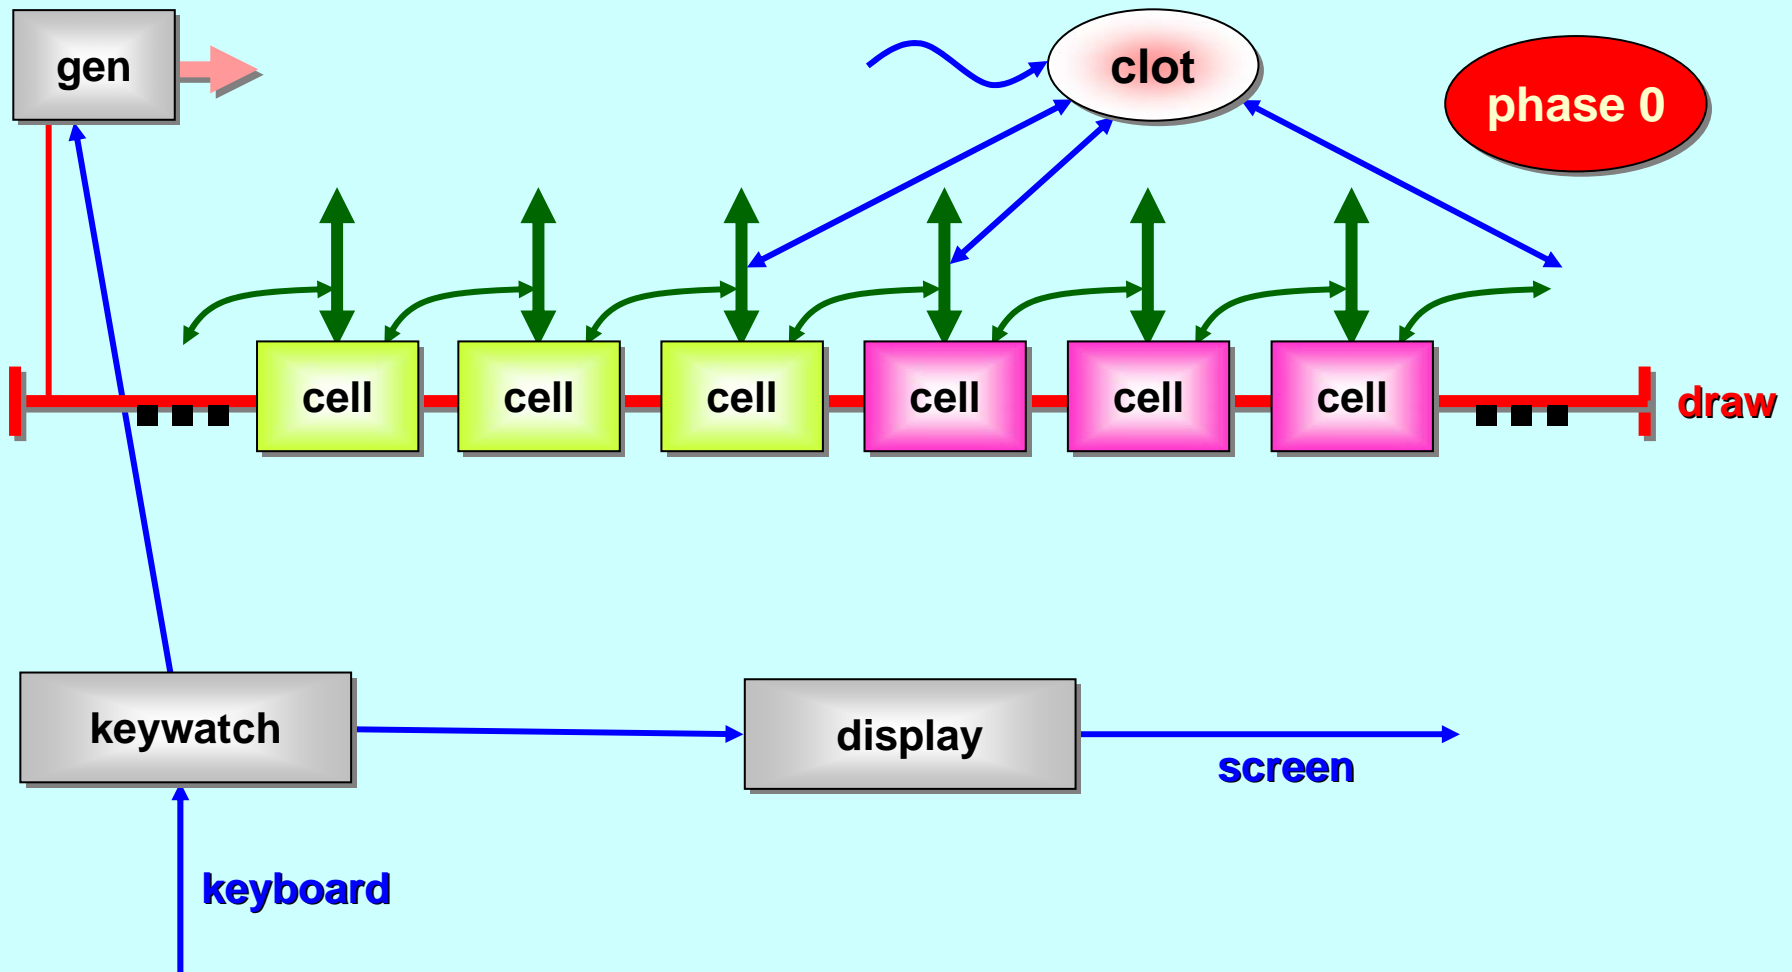 gen
clot
phase 0
cell
cell
cell
cell
cell
cell
draw
keywatch
display
screen
keyboard